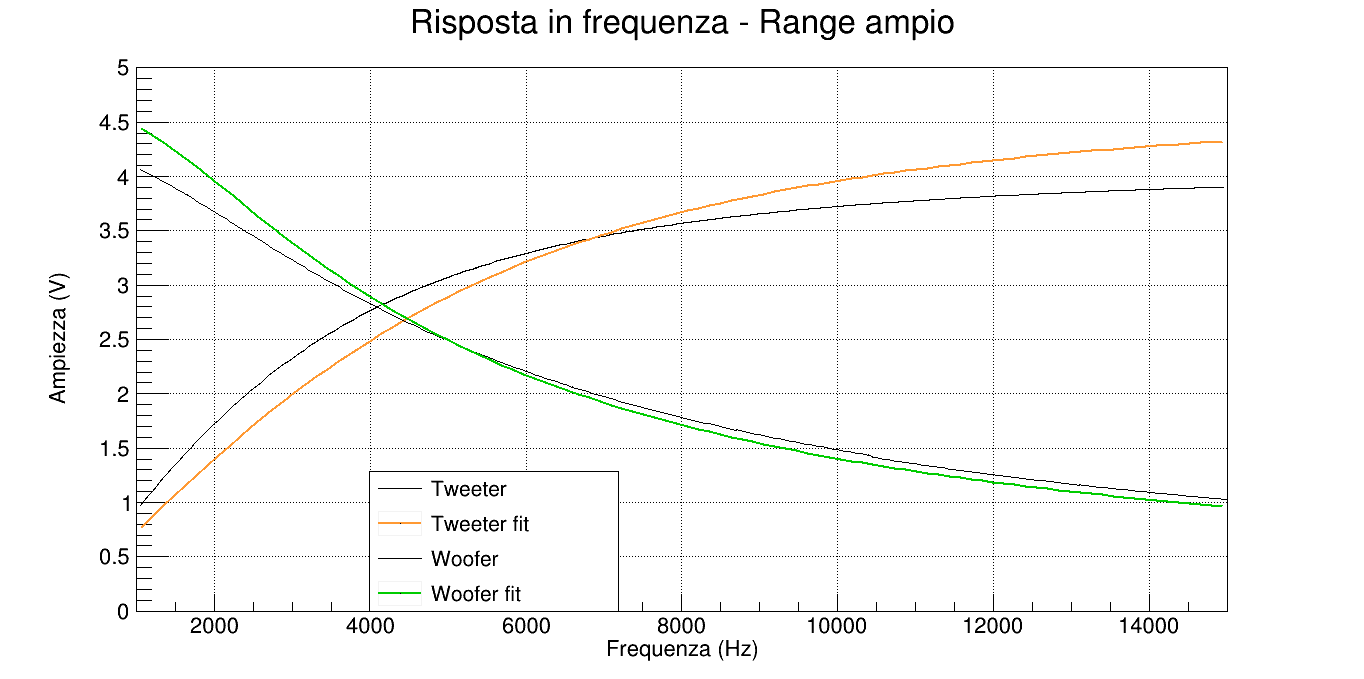 Risposta in frequenza - Range ampio
5
4.5
4
3.5
3
2.5
2
1.5
1
0.5
0
Ampiezza (V)
Tweeter
Tweeter fit
Woofer
Woofer fit
2000 4000 6000 8000 10000 12000 14000
Frequenza (Hz)